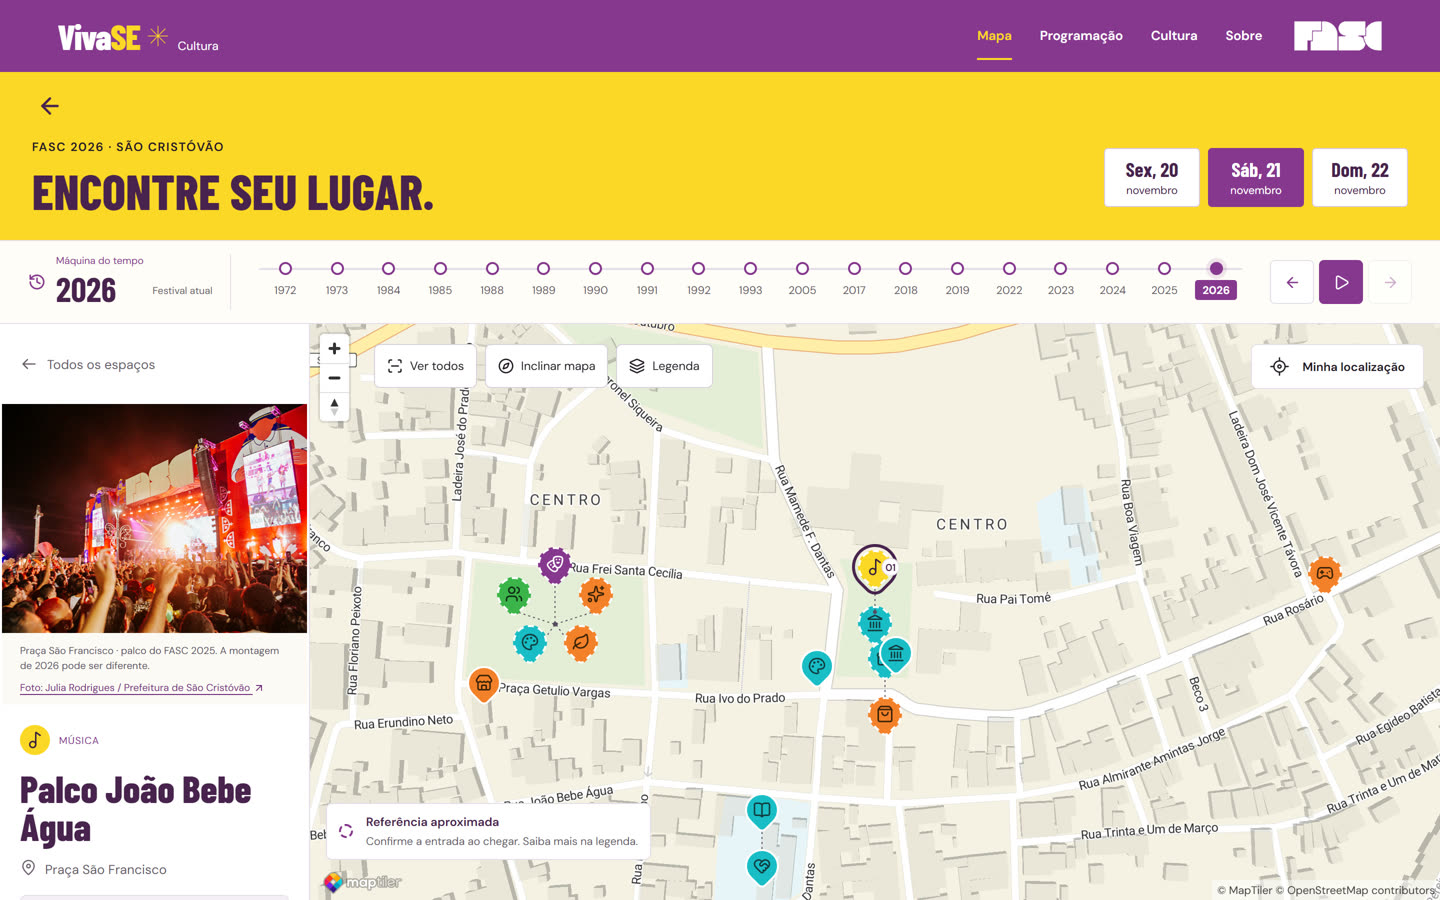 VivaSE
Cultura
Mapa
Programação
Cultura
Sobre
FASC
FASC 2026 · SÃO CRISTÓVÃO
ENCONTRE SEU LUGAR.
Sex, 20
novembro
Sáb, 21
novembro
Dom, 22
novembro
Máquina do tempo
2026
Festival atual
1972
1973
1984
1985
1988
1989
1990
1991
1992
1993
2005
2017
2018
2019
2022
2023
2024
2025
2026
Todos os espaços
Praça São Francisco · palco do FASC 2025. A montagem
de 2026 pode ser diferente.
Foto: Julia Rodrigues / Prefeitura de São Cristóvão
MÚSICA
Palco João Bebe
Água
Praça São Francisco
Ver todos
Inclinar mapa
Legenda
Minha localização
Ladeira José do Prado
CENTRO
Rua Mamede F. Dantas
CENTRO
Rua Boa Viagem
Ladeira Dom José Vicente Távora
Rua Frei Santa Cecília
01
Rua Pai Tomé
Rua Rosário
Rua Floriano Peixoto
Praça Getulio Vargas
Rua Ivo do Prado
Beco 3
Rua Erundino Neto
Rua Egídeo Batista
Rua Almirante Amintas Jorge
João Bebe Água
Rua Trinta e Um de Março
Rua Trinta e Um de Mar
Rua
Dantas
Referência aproximada
Confirme a entrada ao chegar. Saiba mais na legenda.
maptiler
© MapTiler © OpenStreetMap contributors